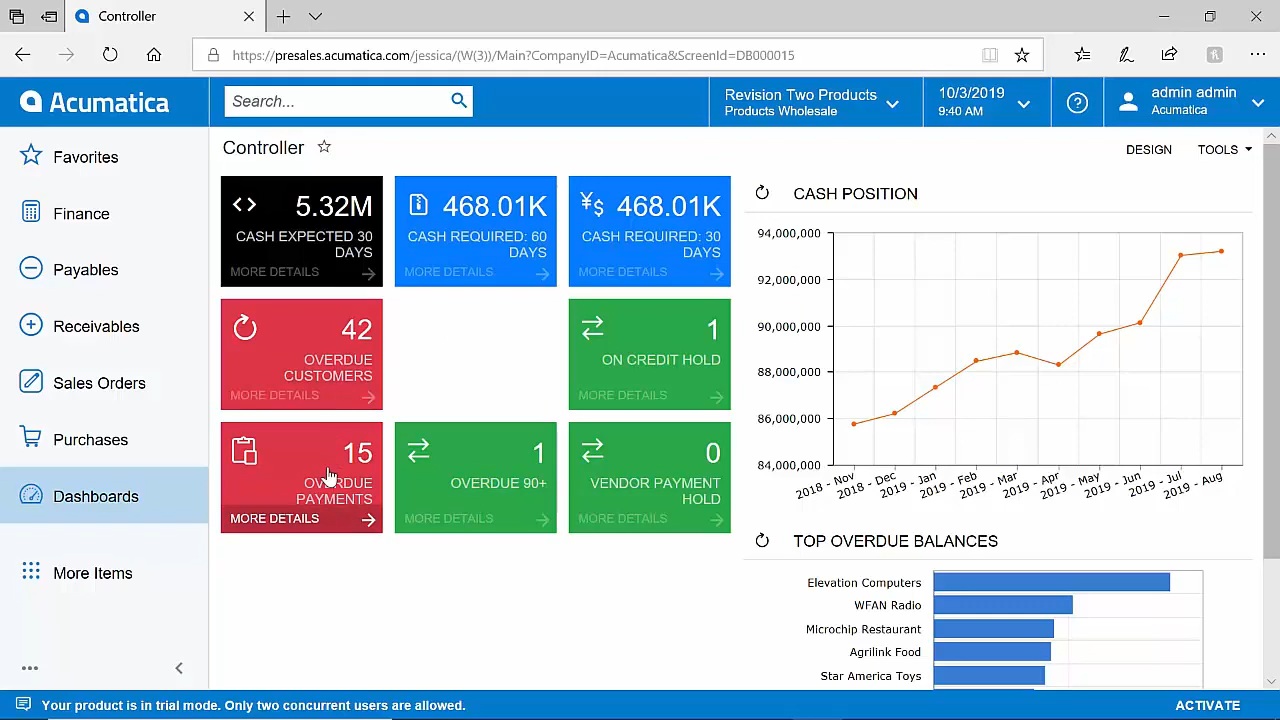 Controller
https://presales.acumatica.com/jessica/(W(3))/Main?CompanyID=Acumatica&ScreenId=DB000015
Acumatica
Search...
Revision Two Products
Products Wholesale
10/3/2019
9:40 AM
admin admin
Acumatica
Favorites
Finance
Payables
Receivables
Sales Orders
Purchases
Dashboards
More Items
Controller
DESIGN
TOOLS
5.32M
CASH EXPECTED 30
DAYS
MORE DETAILS
468.01K
CASH REQUIRED: 60
DAYS
MORE DETAILS
¥$
468.01K
CASH REQUIRED: 30
DAYS
MORE DETAILS
42
OVERDUE
CUSTOMERS
MORE DETAILS
1
ON CREDIT HOLD
MORE DETAILS
15
OVERDUE
PAYMENTS
MORE DETAILS
1
OVERDUE 90+
MORE DETAILS
0
VENDOR PAYMENT
HOLD
MORE DETAILS
CASH POSITION
94,000,000
92,000,000
90,000,000
88,000,000
86,000,000
84,000,000
2018 - Nov
2018 - Dec
2019 - Jan
2019 - Feb
2019 - Mar
2019 - Apr
2019 - May
2019 - Jun
2019 - Jul
2019 - Aug
TOP OVERDUE BALANCES
Elevation Computers
WFAN Radio
Microchip Restaurant
Agrilink Food
Star America Toys
Your product is in trial mode. Only two concurrent users are allowed.
ACTIVATE